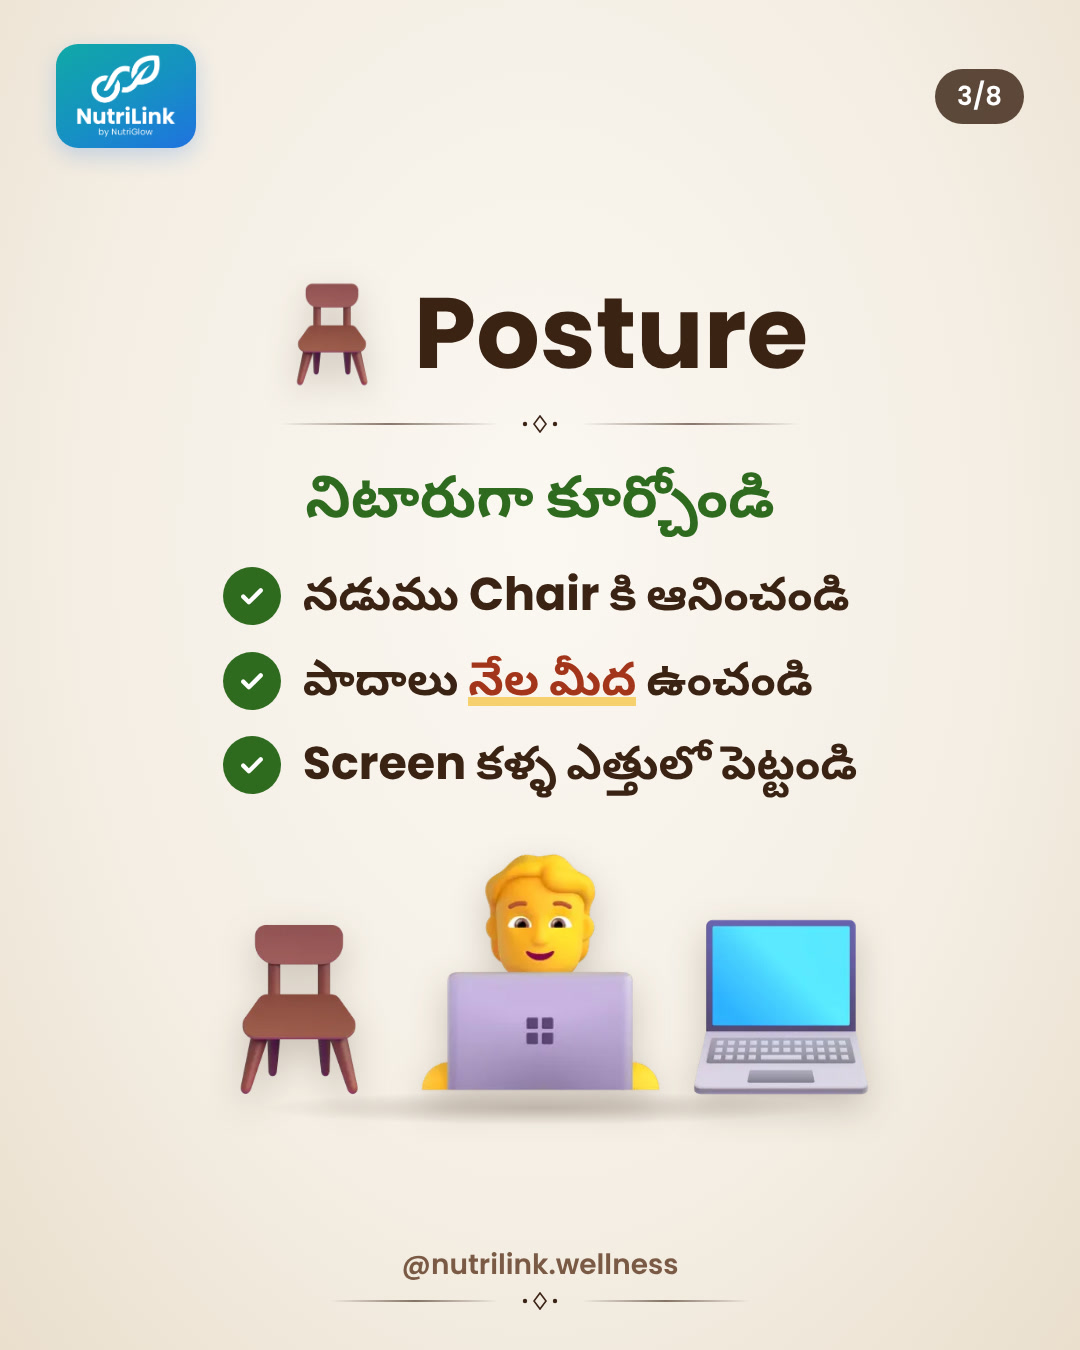 NutriLink
by NutriGlow
3/8
Posture
నిటారుగా కూర్చోండి
నడుము Chair కి ఆనించండి
పాదాలు నేల మీద ఉంచండి
Screen కళ్ళ ఎత్తులో పెట్టండి
@nutrilink.wellness